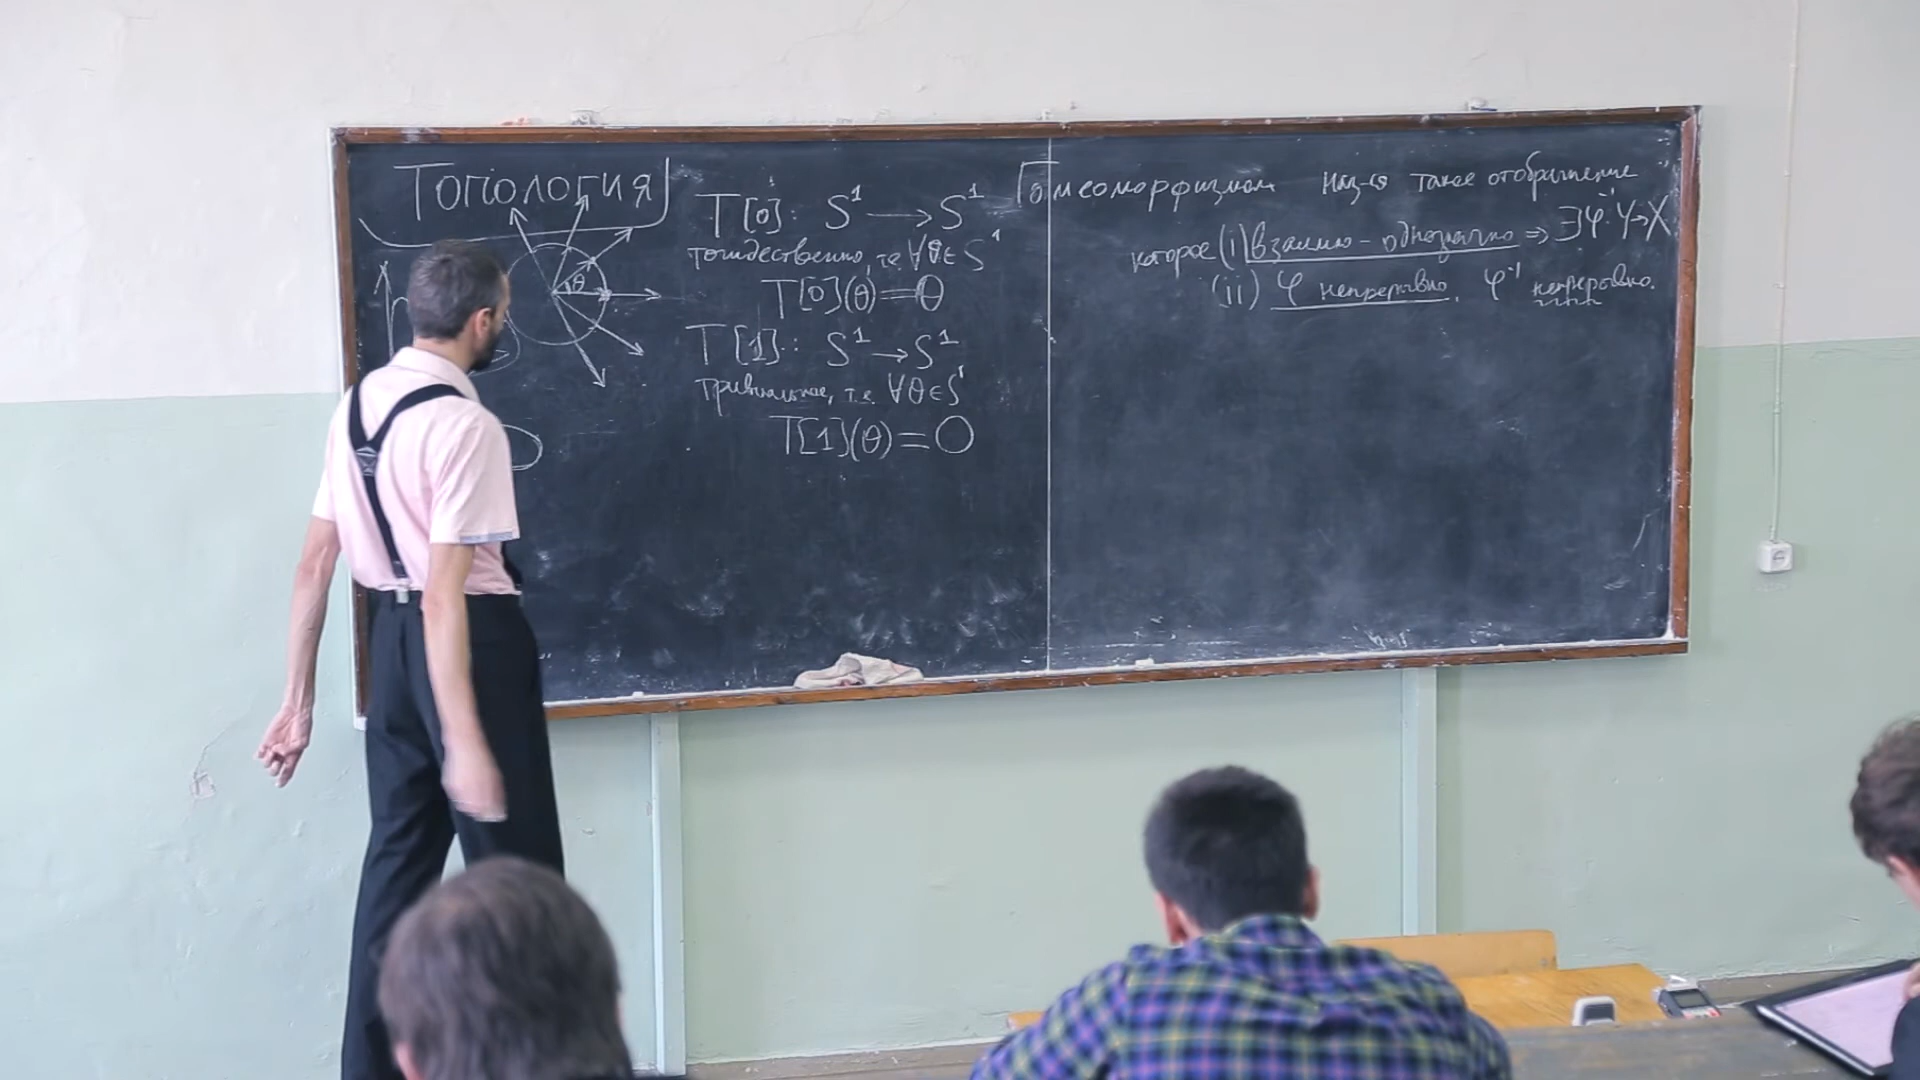 Топология
θ
T[0]: S¹ → S¹
тождественно, т.е. ∀θ∈S¹
T[0](θ)=θ
T[1]: S¹ → S¹
тривиальное, т.е. ∀θ∈S¹
T[1](θ)=0
Гомеоморфизмом наз-ся такое отображение
которое (i) взаимно-однозначно ⇒ ∃φ⁻¹:Y→X
(ii) φ непрерывно, φ⁻¹ непрерывно.